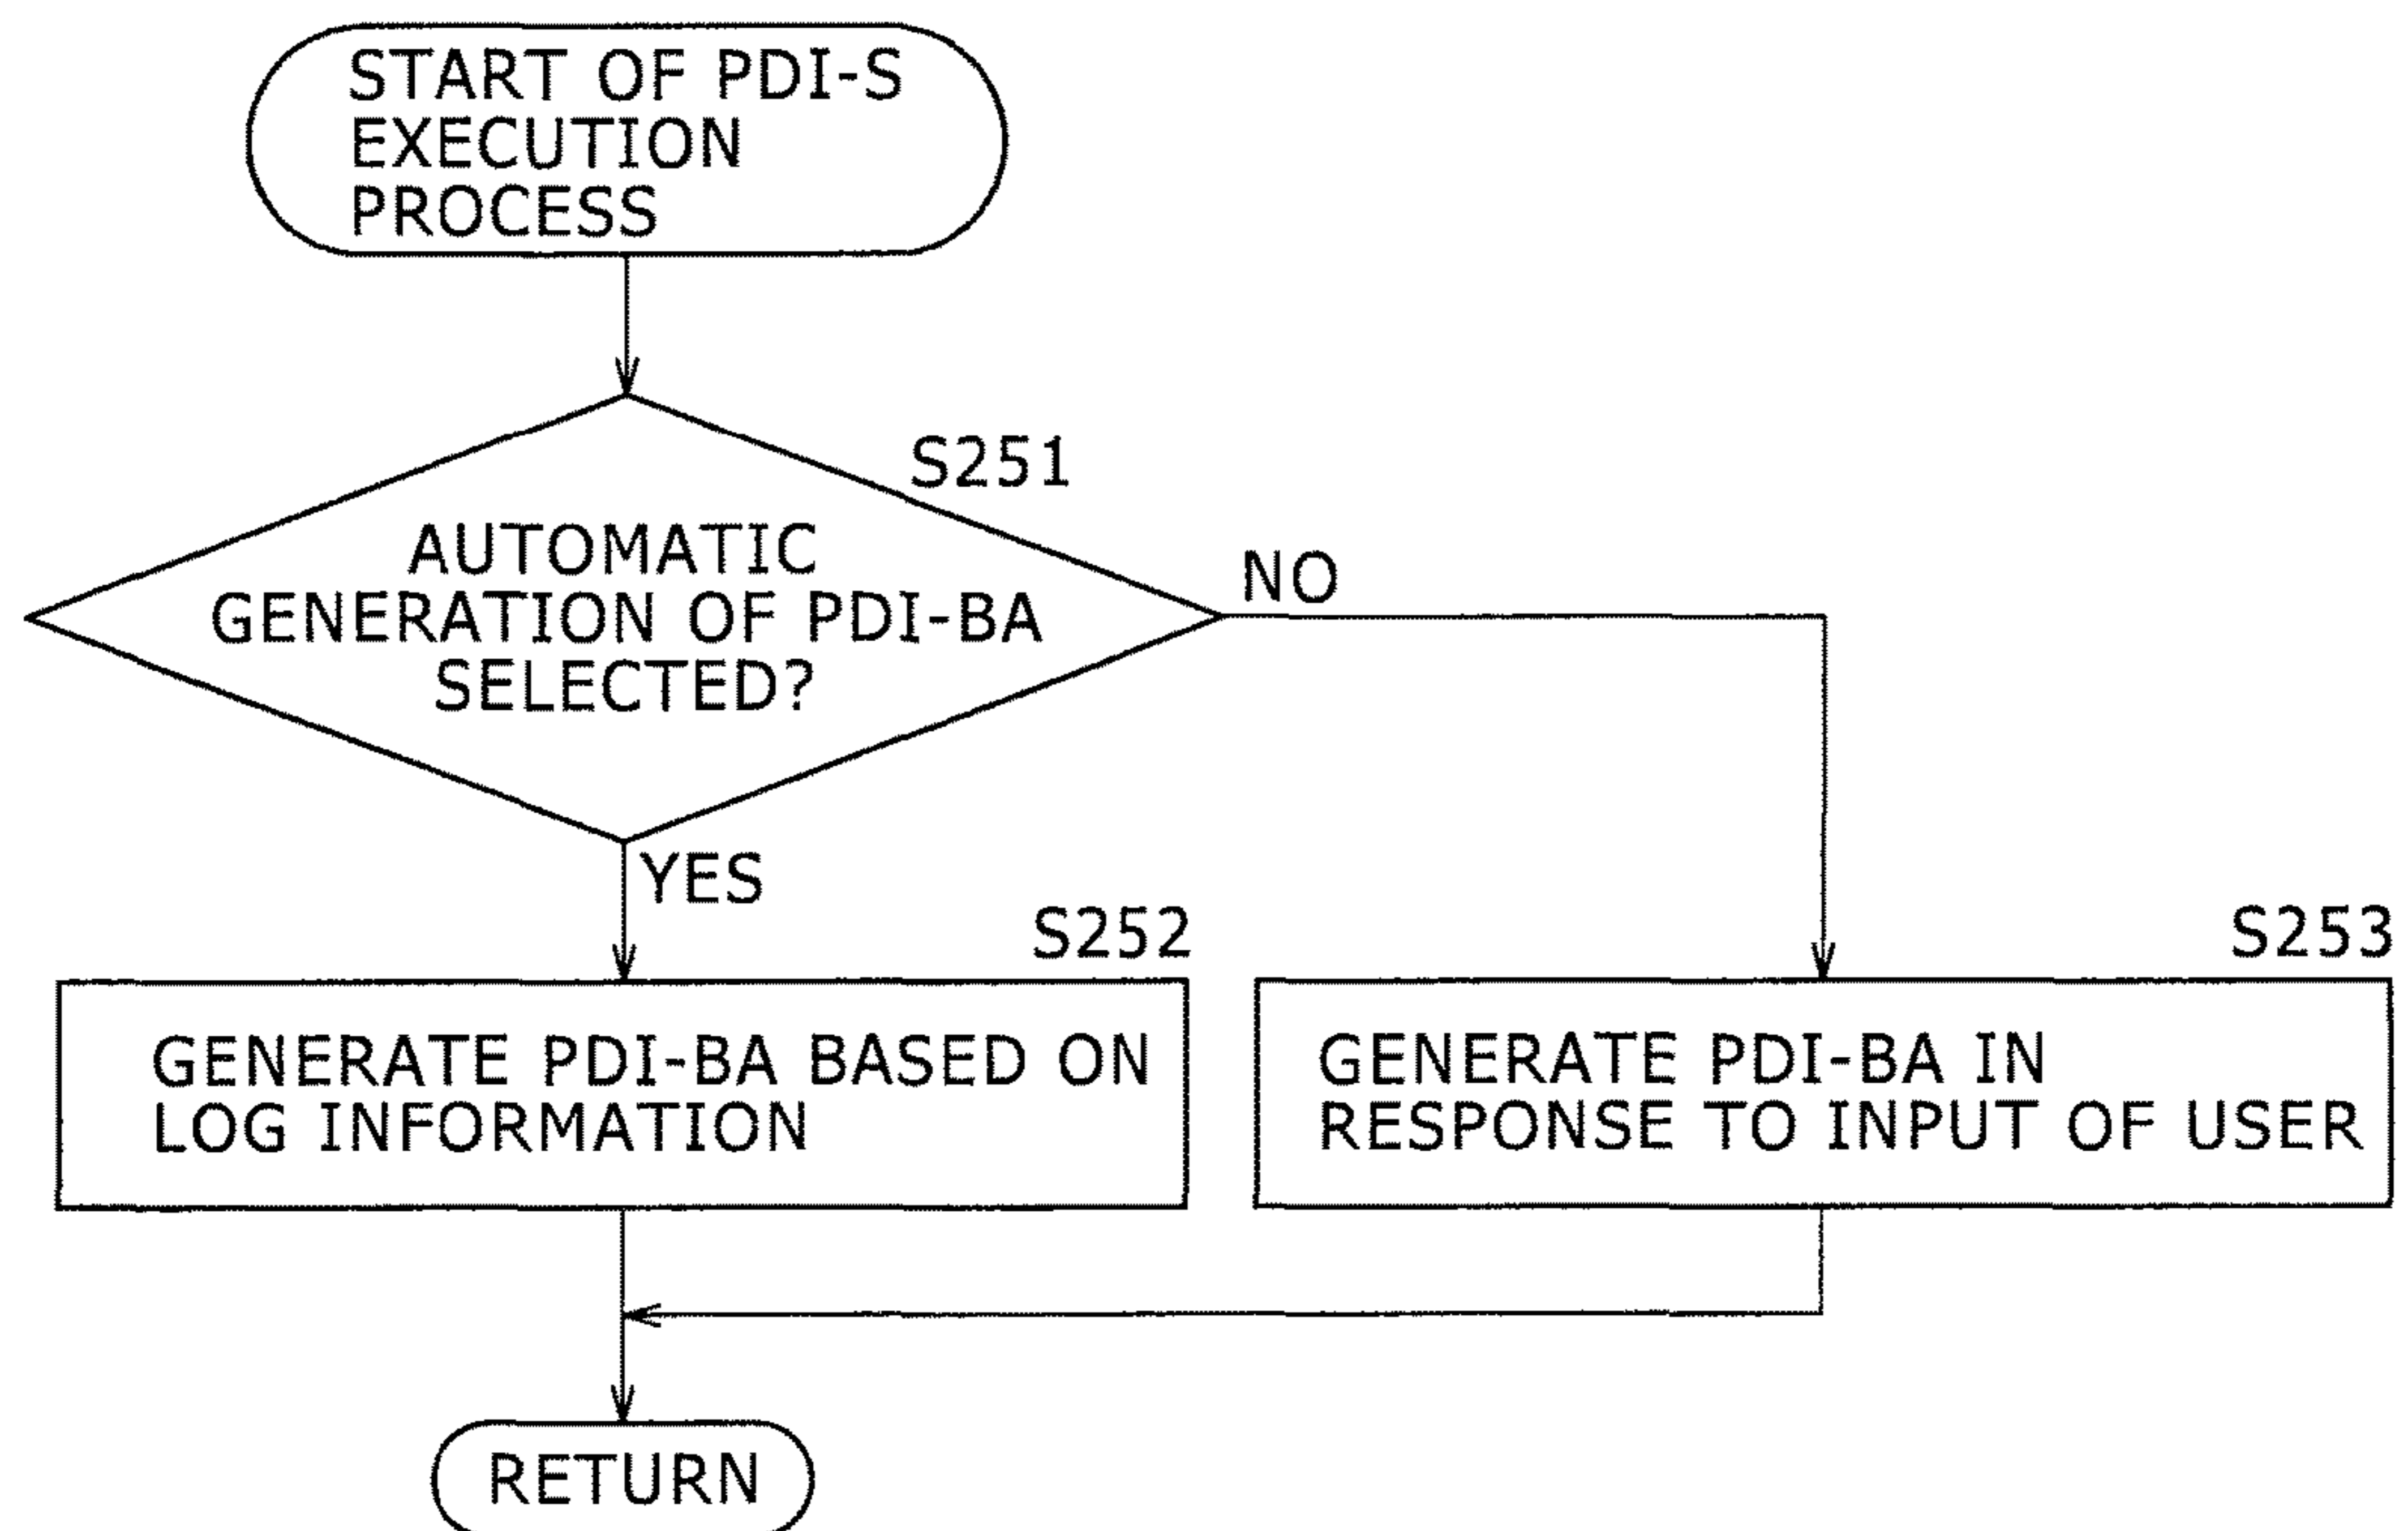 START OF PDI-S
EXECUTION
PROCESS
S251
AUTOMATIC
GENERATION OF PDI-BA
SELECTED?
NO
YES
S252
GENERATE PDI-BA BASED ON
LOG INFORMATION
S253
GENERATE PDI-BA IN
RESPONSE TO INPUT OF USER
RETURN